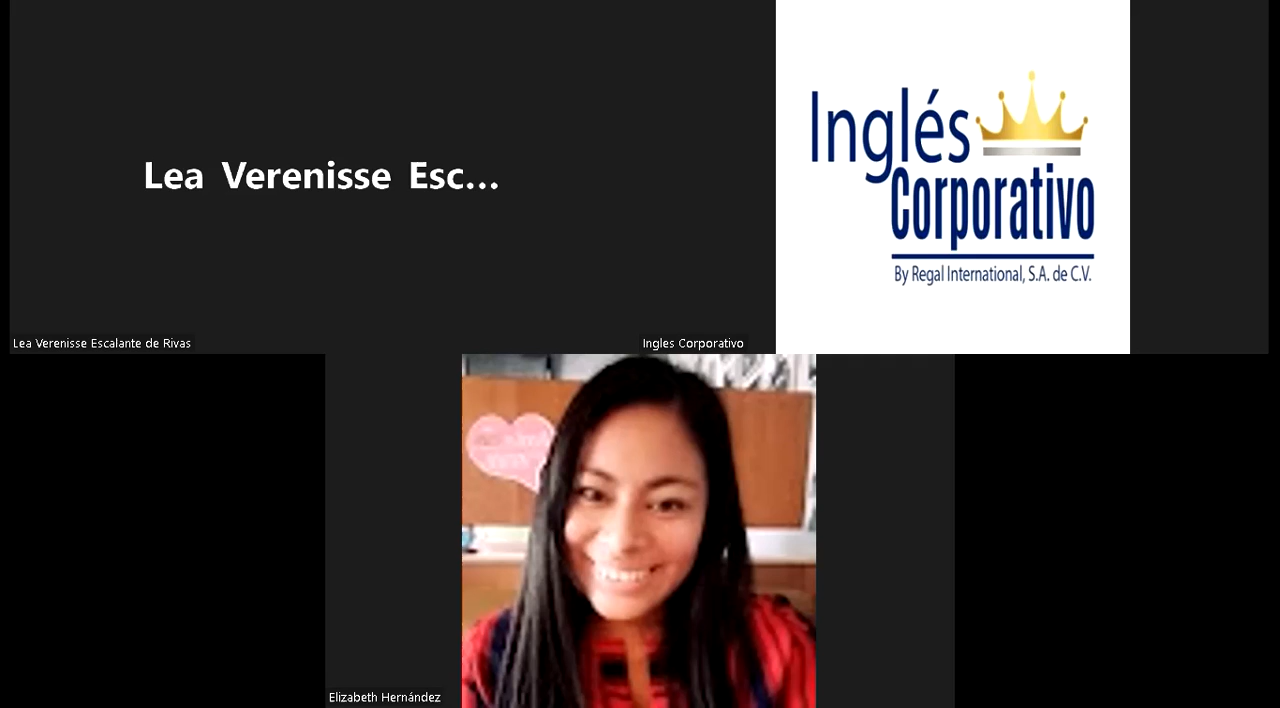 Lea Verenisse Esc...
Inglés
Corporativo
By Regal International, S.A. de C.V.
Lea Verenisse Escalante de Rivas
Ingles Corporativo
Elizabeth Hernández